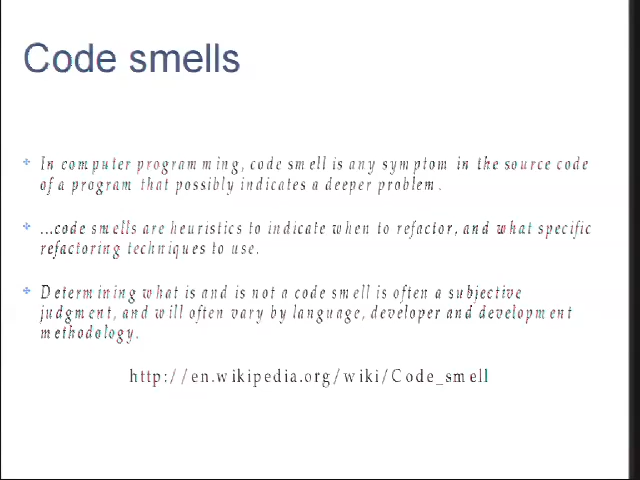 Code smells
In computer programming, code smell is any symptom in the source code
of a program that possibly indicates a deeper problem.
...code smells are heuristics to indicate when to refactor, and what specific
refactoring techniques to use.
Determining what is and is not a code smell is often a subjective
judgment, and will often vary by language, developer and development
methodology.
http://en.wikipedia.org/wiki/Code_smell